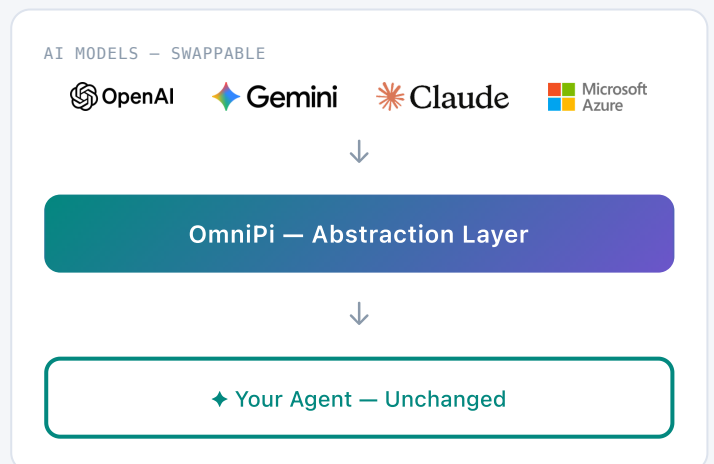 AI MODELS — SWAPPABLE
OpenAI Gemini Claude Microsoft Azure
OmniPi — Abstraction Layer
✦ Your Agent — Unchanged